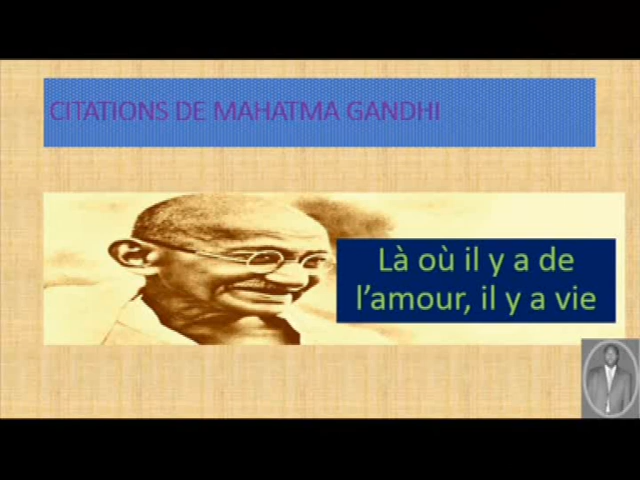 CITATIONS DE MAHATMA GANDHI
Là où il y a de
l’amour, il y a vie